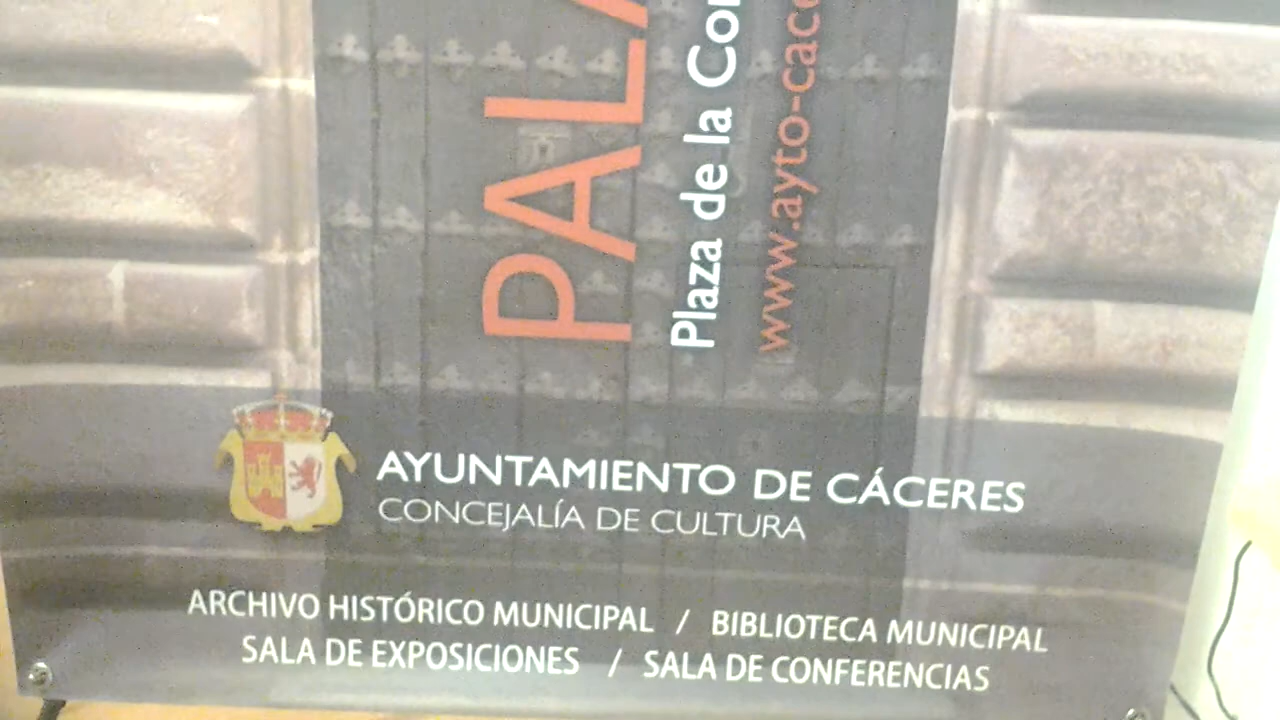 PALA
Plaza de la Con
www.ayto-cace
AYUNTAMIENTO DE CÁCERES
CONCEJALÍA DE CULTURA
ARCHIVO HISTÓRICO MUNICIPAL / BIBLIOTECA MUNICIPAL
SALA DE EXPOSICIONES / SALA DE CONFERENCIAS